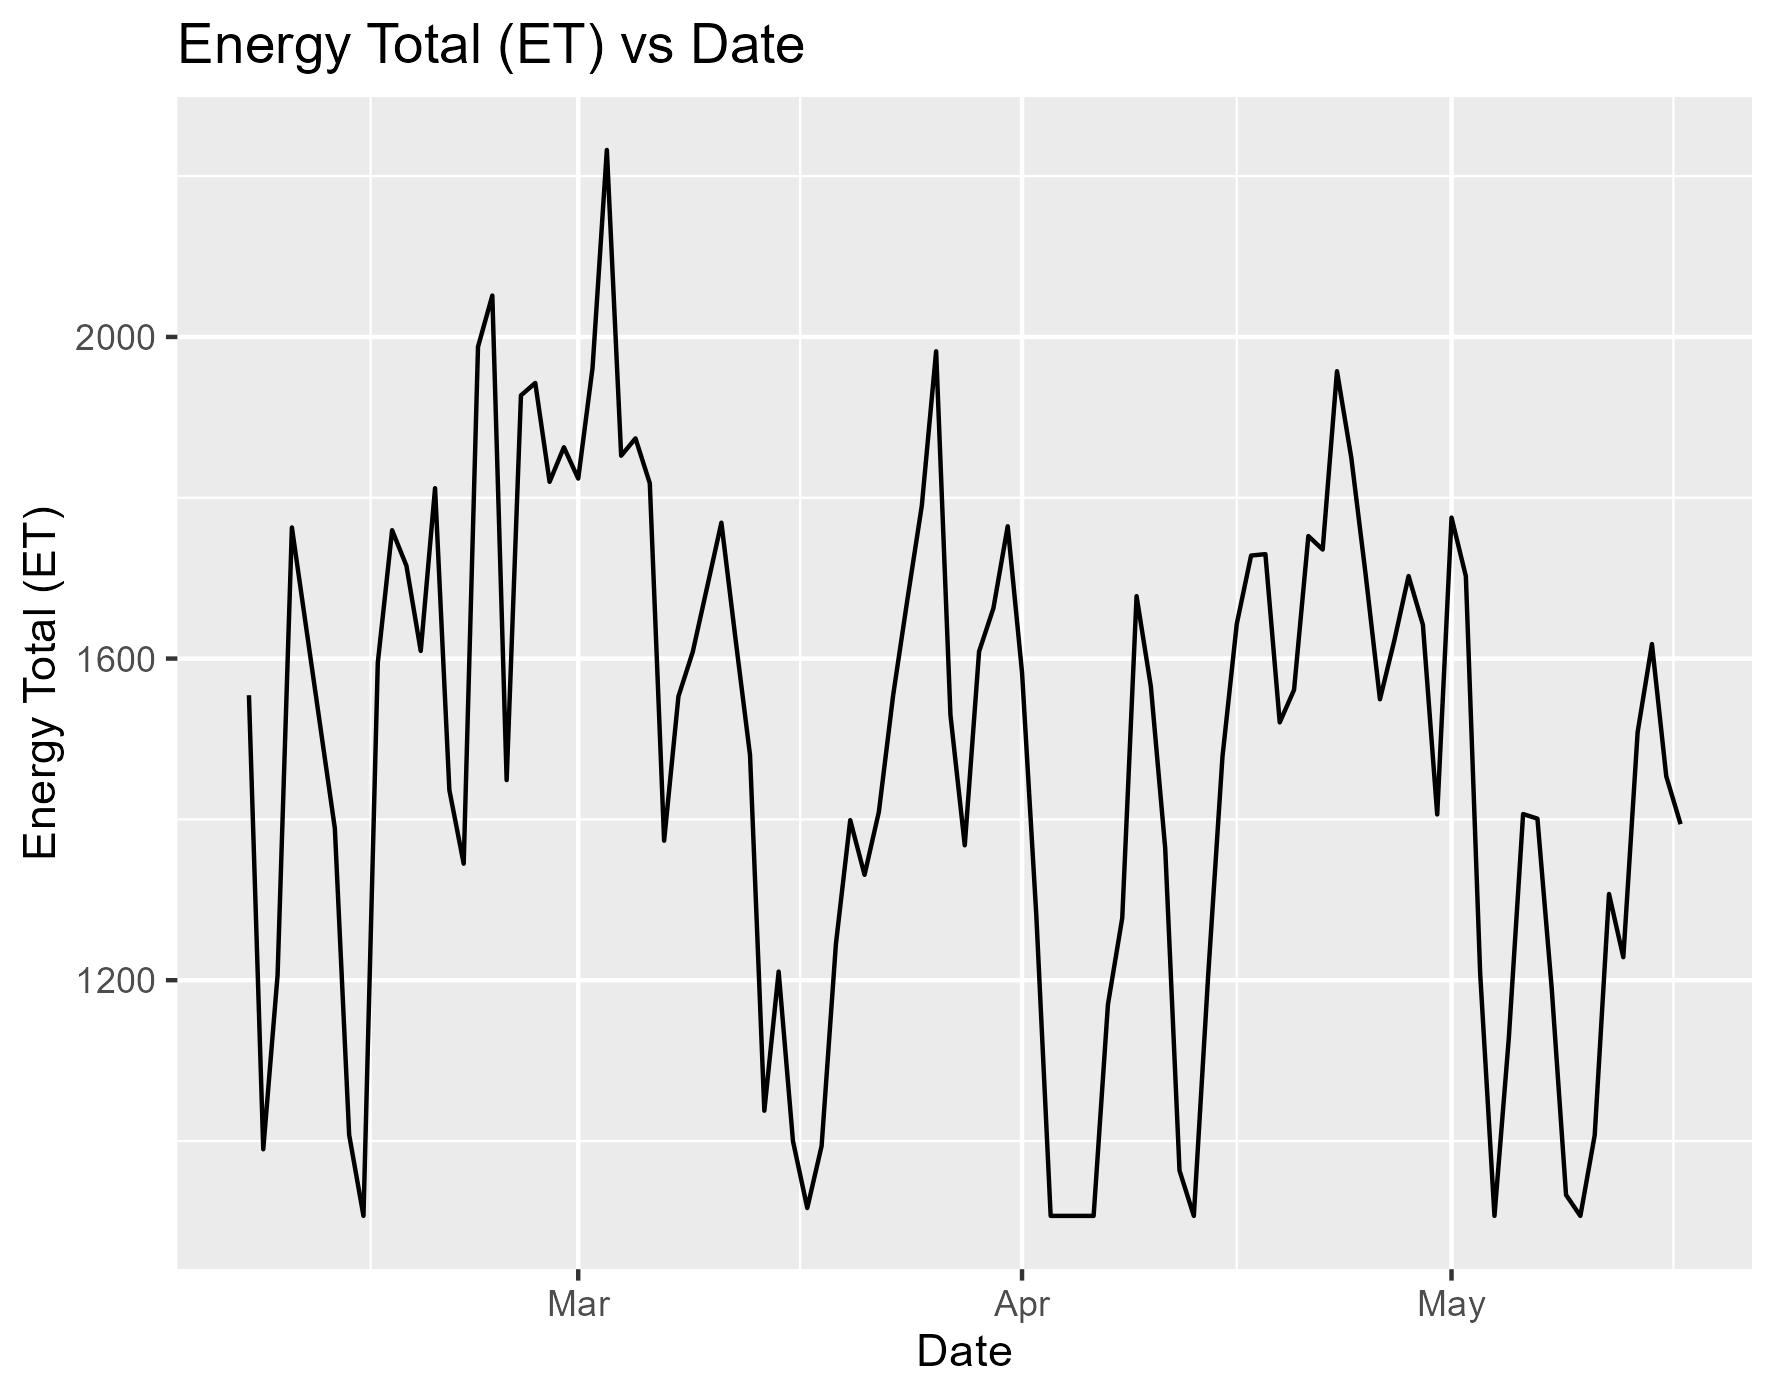 Energy Total (ET) vs Date
Energy Total (ET)
2000
1600
1200
Mar
Apr
May
Date